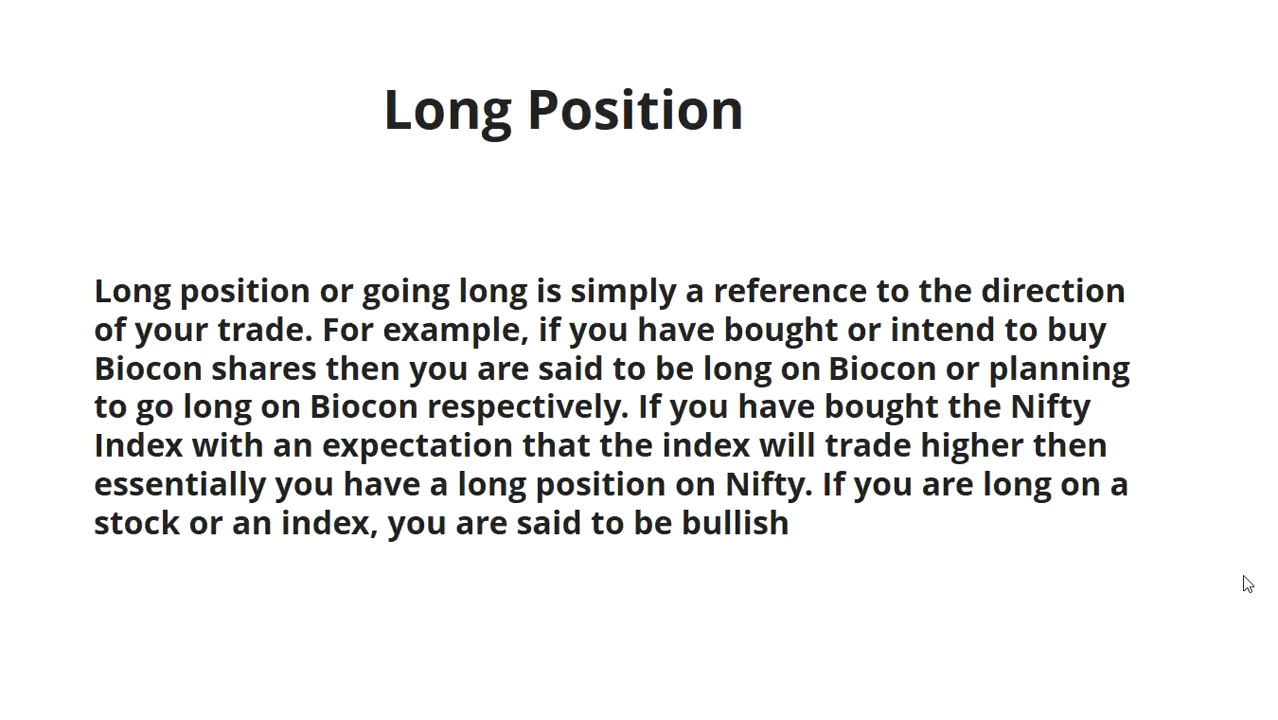 Long Position
Long position or going long is simply a reference to the direction
of your trade. For example, if you have bought or intend to buy
Biocon shares then you are said to be long on Biocon or planning
to go long on Biocon respectively. If you have bought the Nifty
Index with an expectation that the index will trade higher then
essentially you have a long position on Nifty. If you are long on a
stock or an index, you are said to be bullish